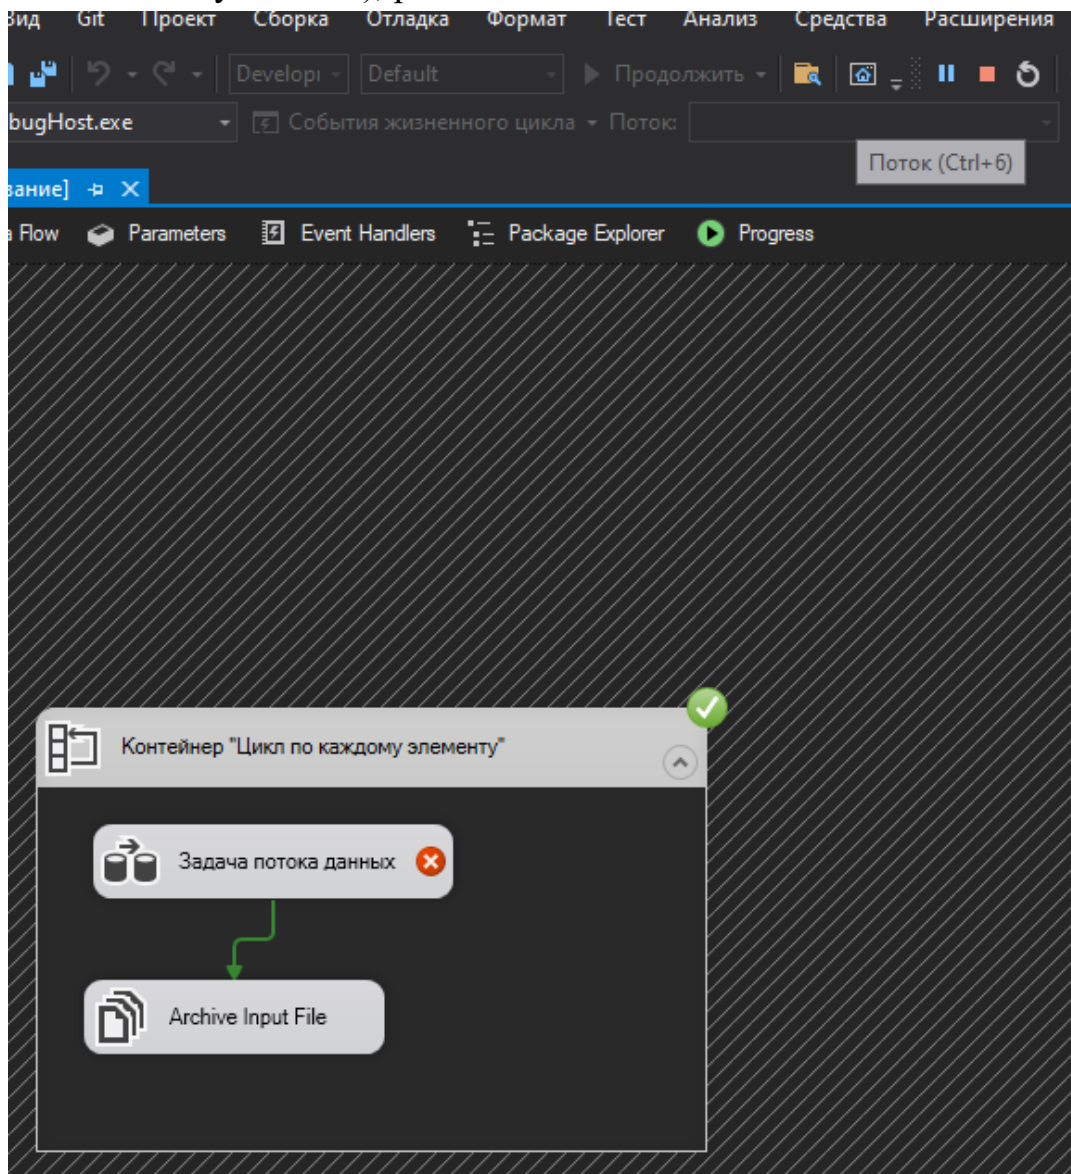 Вид Git Проект Сборка Отладка Формат Тест Анализ Средства Расширения
Default Продолжить
bugHost.exe События жизненного цикла Поток:
Поток (Ctrl+6)
вание]
a Flow Parameters Event Handlers Package Explorer Progress
Контейнер "Цикл по каждому элементу"
Задача потока данных
Archive Input File